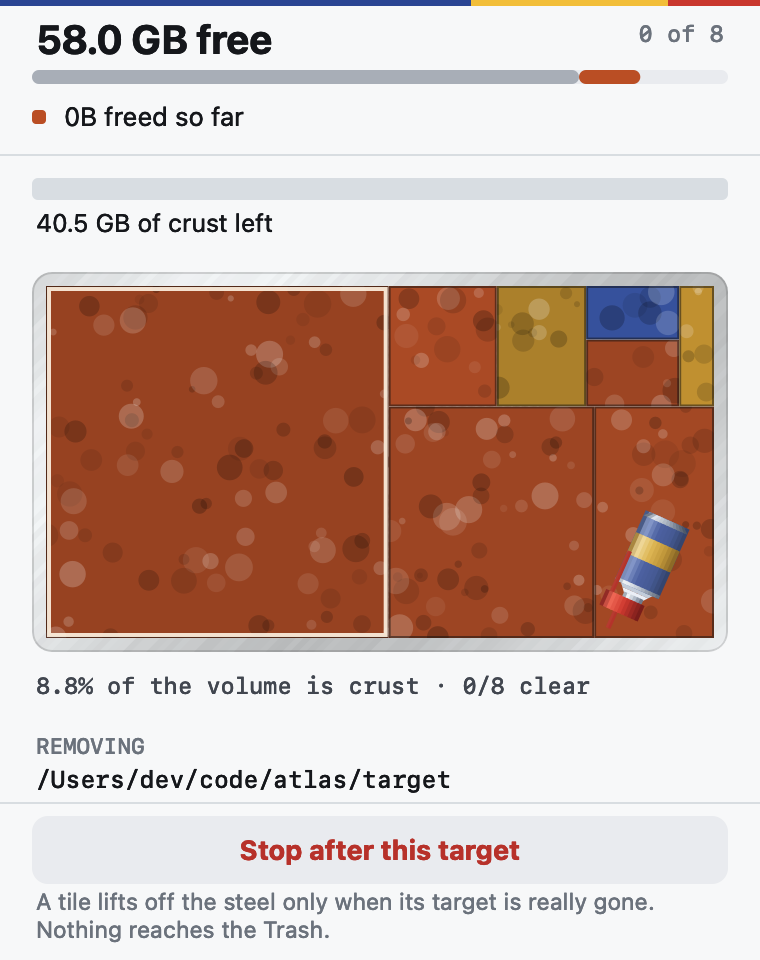 58.0 GB free
0 of 8
0B freed so far
40.5 GB of crust left
8.8% of the volume is crust · 0/8 clear
REMOVING
/Users/dev/code/atlas/target
Stop after this target
A tile lifts off the steel only when its target is really gone.
Nothing reaches the Trash.